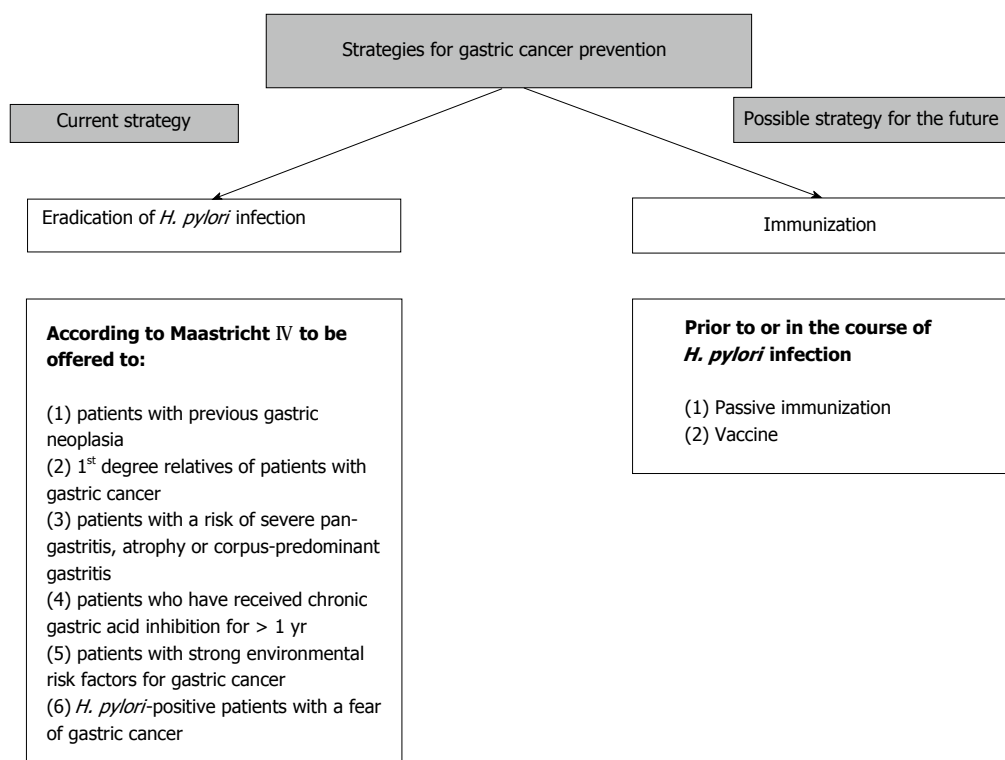 Strategies for gastric cancer prevention
Current strategy
Possible strategy for the future
Eradication of H. pylori infection
Immunization
According to Maastricht Ⅳ to be
offered to:
(1) patients with previous gastric
neoplasia
(2) 1st degree relatives of patients with
gastric cancer
(3) patients with a risk of severe pan-
gastritis, atrophy or corpus-predominant
gastritis
(4) patients who have received chronic
gastric acid inhibition for > 1 yr
(5) patients with strong environmental
risk factors for gastric cancer
(6) H. pylori-positive patients with a fear
of gastric cancer
Prior to or in the course of
H. pylori infection
(1) Passive immunization
(2) Vaccine